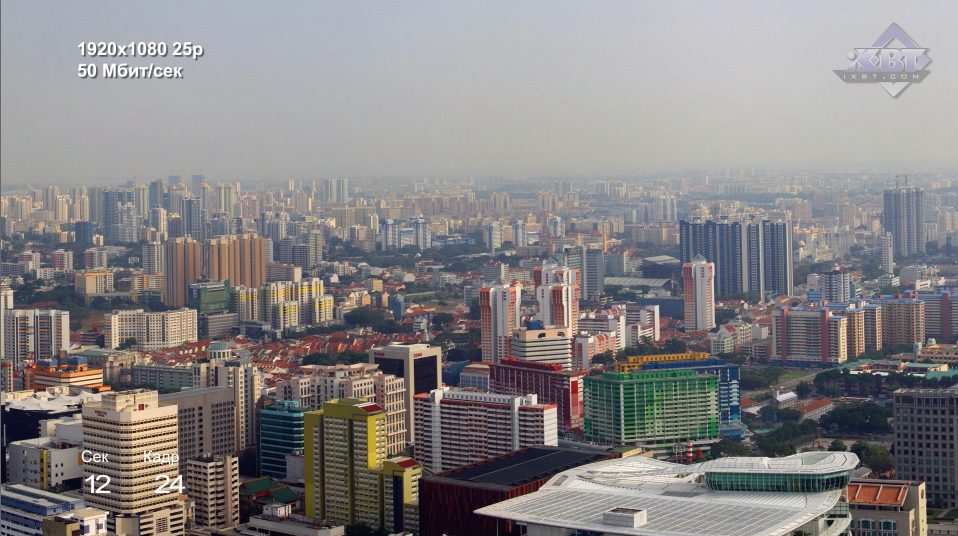 1920x1080 25p
50 Мбит/сек
iXBT
IXBT.COM
Сек Кадр
12 24